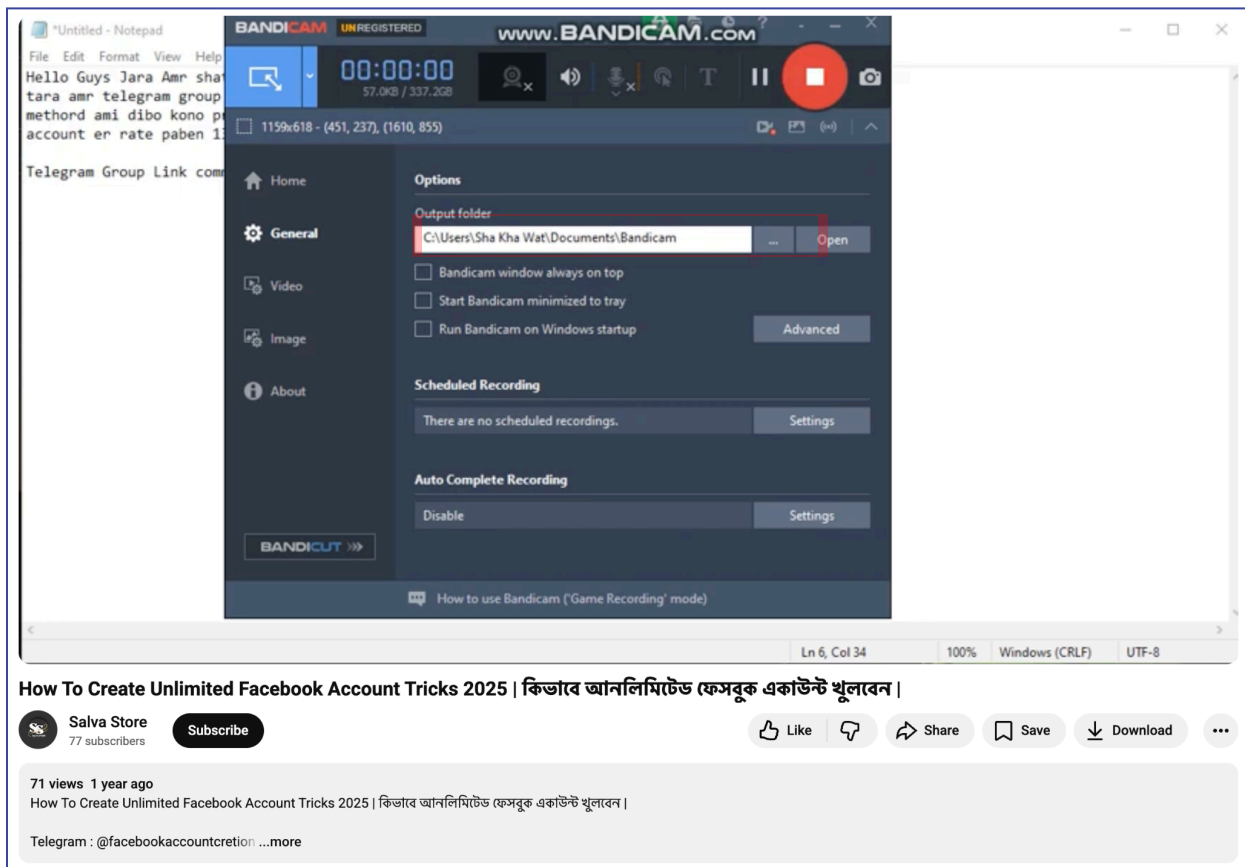 *Untitled - Notepad
File Edit Format View Help
Hello Guys Jara Amr
tara amr telegram group
methord ami dibo kono
account er rate paben
Telegram Group Link
BANDICAM UNREGISTERED
www.BANDICAM.com
00:00:00
57.0KB / 337.2GB
1159x618 - (451, 237), (1610, 855)
Home
General
Video
Image
About
BANDICUT
Options
Output folder
C:\Users\Sha Kha Wat\Documents\Bandicam
... Open
Bandicam window always on top
Start Bandicam minimized to tray
Run Bandicam on Windows startup
Advanced
Scheduled Recording
There are no scheduled recordings. Settings
Auto Complete Recording
Disable Settings
How to use Bandicam ('Game Recording' mode)
Ln 6, Col 34 100% Windows (CRLF) UTF-8
How To Create Unlimited Facebook Account Tricks 2025 | কিভাবে আনলিমিটেড ফেসবুক একাউন্ট খুলবেন |
Salva Store
77 subscribers
Subscribe
Like Share Save Download
71 views 1 year ago
How To Create Unlimited Facebook Account Tricks 2025 | কিভাবে আনলিমিটেড ফেসবুক একাউন্ট খুলবেন |
Telegram : @facebookaccountcretion ...more